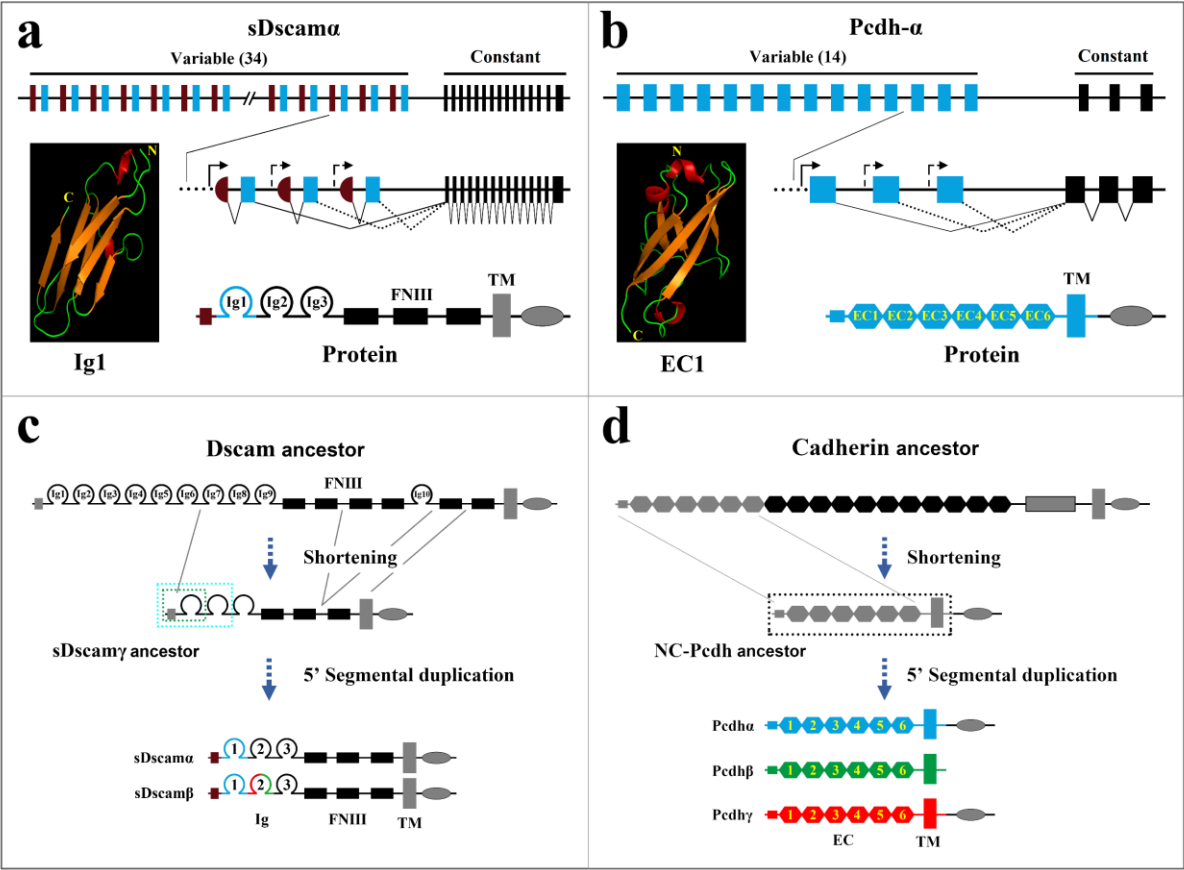 a
sDscamα
Variable (34)
Constant
N
C
Ig1
Ig1 Ig2 Ig3
FNIII
TM
Protein
b
Pcdh-α
Variable (14)
Constant
N
C
EC1
EC1 EC2 EC3 EC4 EC5 EC6
TM
Protein
c
Dscam ancestor
Ig1 Ig2 Ig3 Ig4 Ig5 Ig6 Ig7 Ig8 Ig9
FNIII
Ig10
Shortening
sDscamγ ancestor
5' Segmental duplication
sDscamα 1 2 3
sDscamβ 1 2 3
Ig FNIII TM
d
Cadherin ancestor
Shortening
NC-Pcdh ancestor
5' Segmental duplication
Pcdhα 1 2 3 4 5 6
Pcdhβ 1 2 3 4 5 6
Pcdhγ 1 2 3 4 5 6
EC TM